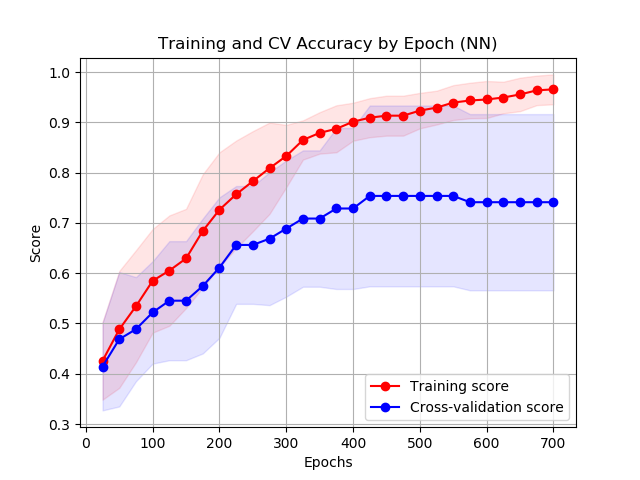 Training and CV Accuracy by Epoch (NN)
1.0
0.9
0.8
0.7
0.6
0.5
0.4
0.3
Score
0 100 200 300 400 500 600 700
Epochs
Training score
Cross-validation score